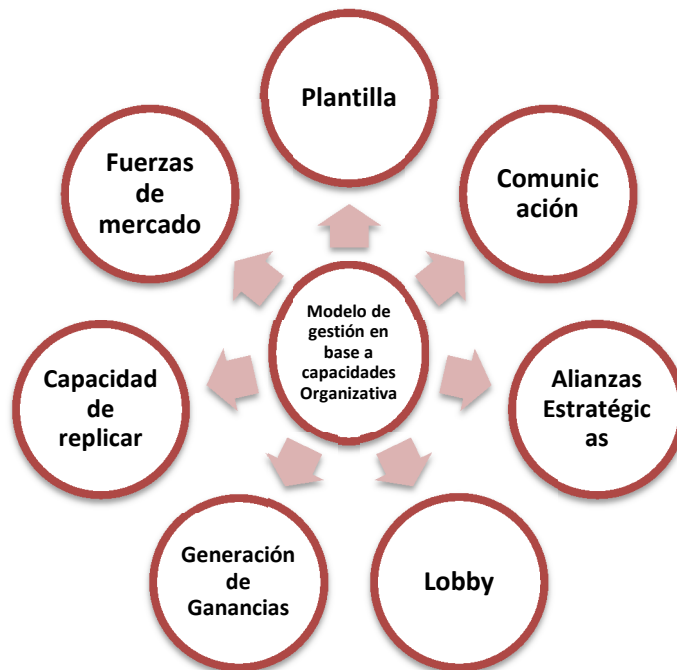 Plantilla
Comunic
ación
Alianzas
Estratégic
as
Lobby
Generación
de
Ganancias
Capacidad
de
replicar
Fuerzas
de
mercado
Modelo de
gestión en
base a
capacidades
Organizativa